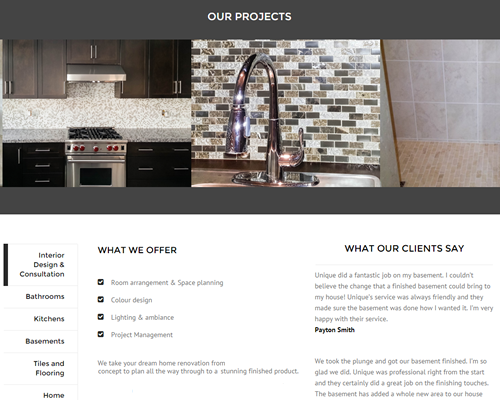 OUR PROJECTS
Interior
Design &
Consultation
Bathrooms
Kitchens
Basements
Tiles and
Flooring
Home
WHAT WE OFFER
Room arrangement & Space planning
Colour design
Lighting & ambiance
Project Management
We take your dream home renovation from
concept to plan all the way through to a stunning finished product.
WHAT OUR CLIENTS SAY
Unique did a fantastic job on my basement. I couldn't
believe the change that a finished basement could bring to
my house! Unique's service was always friendly and they
made sure the basement was done how I wanted it. I'm very
happy with their service.
Payton Smith
We took the plunge and got our basement finished. I'm so
glad we did. Unique was professional right from the start
and they certainly did a great job on the finishing touches.
The basement has added a whole new area to our house